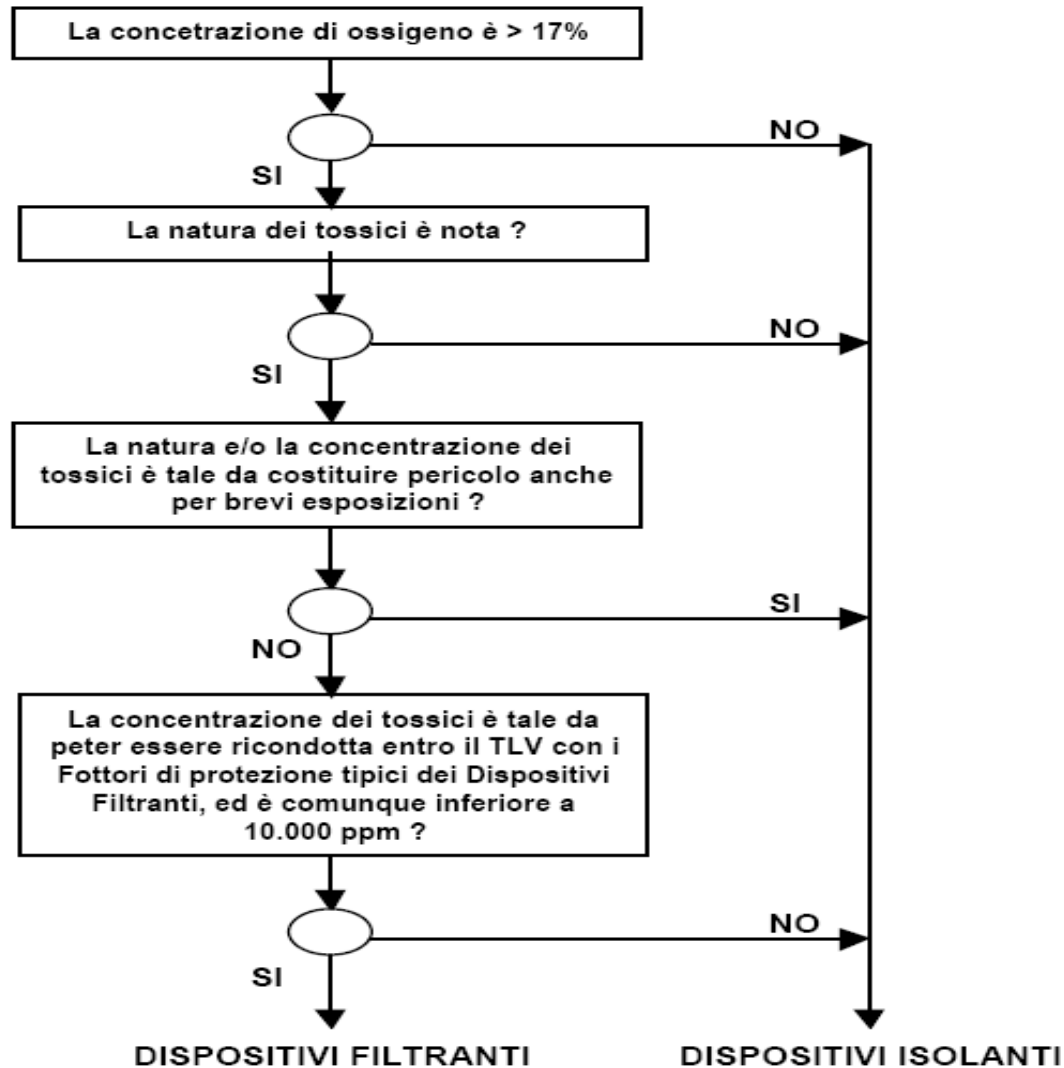 La concetrazione di ossigeno è > 17%
NO
SI
La natura dei tossici è nota ?
NO
SI
La natura e/o la concentrazione dei
tossici è tale da costituire pericolo anche
per brevi esposizioni ?
SI
NO
La concentrazione dei tossici è tale da
peter essere ricondotta entro il TLV con i
Fottori di protezione tipici dei Dispositivi
Filtranti, ed è comunque inferiore a
10.000 ppm ?
NO
SI
DISPOSITIVI FILTRANTI
DISPOSITIVI ISOLANTI